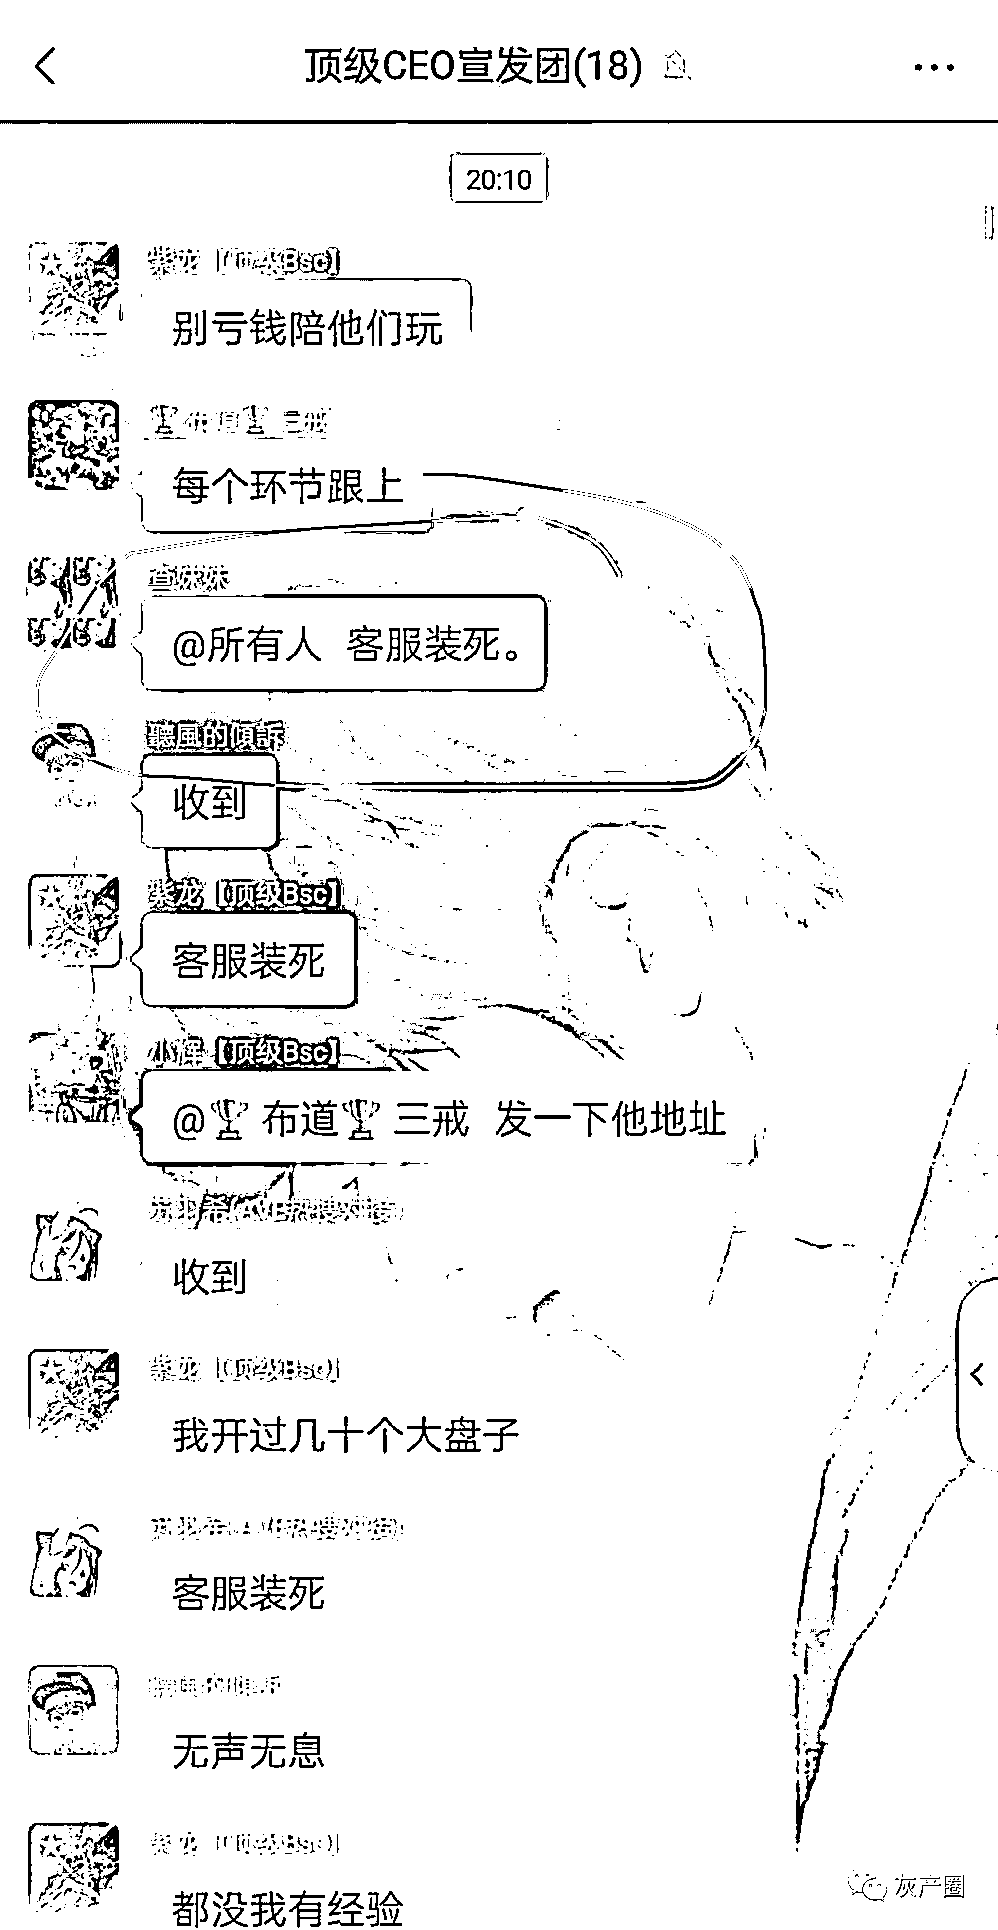 顶级CEO宣发团(18)
20:10
紫龙【顶级Bsc】
别亏钱陪他们玩
🏆布道🏆三戒
每个环节跟上
查妹妹
@所有人 客服装死。
聽風的傾訴
收到
紫龙【顶级Bsc】
客服装死
小辉【顶级Bsc】
@🏆布道🏆三戒 发一下他地址
收到
紫龙【顶级Bsc】
我开过几十个大盘子
客服装死
聽風的傾訴
无声无息
紫龙【顶级Bsc】
都没我有经验
灰产圈